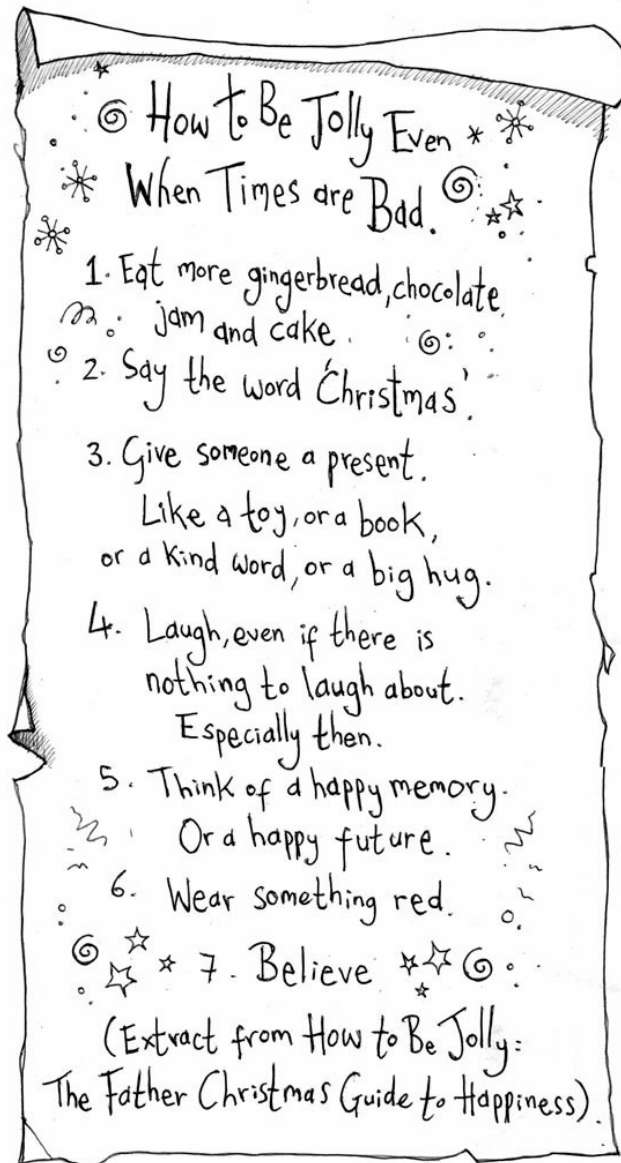 How to Be Jolly Even
When Times are Bad.
1. Eat more gingerbread, chocolate,
jam and cake.
2. Say the word 'Christmas'.
3. Give someone a present.
Like a toy, or a book,
or a kind word, or a big hug.
4. Laugh, even if there is
nothing to laugh about.
Especially then.
5. Think of a happy memory.
Or a happy future.
6. Wear something red.
7. Believe
(Extract from How to Be Jolly:
The Father Christmas Guide to Happiness).